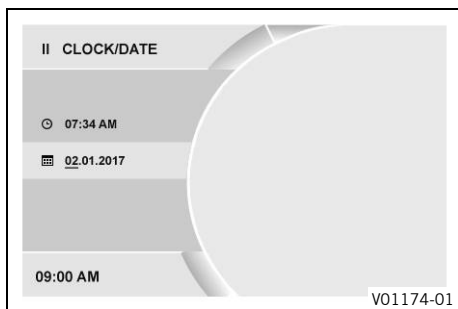 II CLOCK/DATE
07:34 AM
02.01.2017
09:00 AM
V01174-01